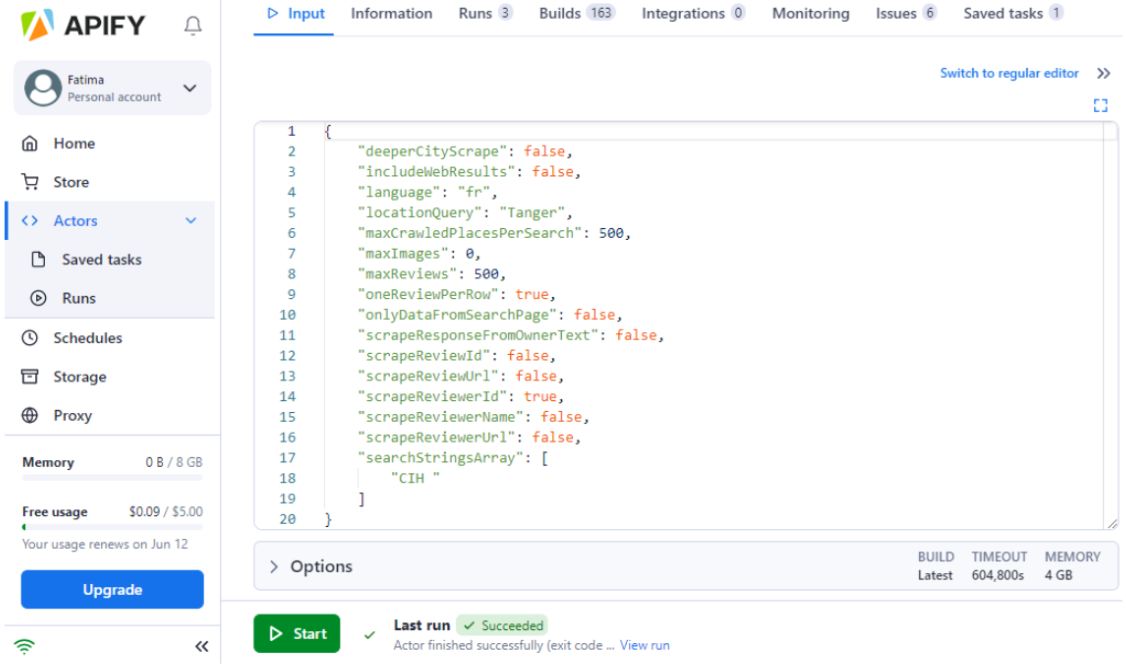 APIFY
Fatima
Personal account
Home
Store
Actors
Saved tasks
Runs
Schedules
Storage
Proxy
Memory 0 B / 8 GB
Free usage $0.09 / $5.00
Your usage renews on Jun 12
Upgrade
Input Information Runs 3 Builds 163 Integrations 0 Monitoring Issues 6 Saved tasks 1
Switch to regular editor
1 {
2 "deeperCityScrape": false,
3 "includeWebResults": false,
4 "language": "fr",
5 "locationQuery": "Tanger",
6 "maxCrawledPlacesPerSearch": 500,
7 "maxImages": 0,
8 "maxReviews": 500,
9 "oneReviewPerRow": true,
10 "onlyDataFromSearchPage": false,
11 "scrapeResponseFromOwnerText": false,
12 "scrapeReviewId": false,
13 "scrapeReviewUrl": false,
14 "scrapeReviewerId": true,
15 "scrapeReviewerName": false,
16 "scrapeReviewerUrl": false,
17 "searchStringsArray": [
18 "CIH "
19 ]
20 }
Options
BUILD TIMEOUT MEMORY
Latest 604,800s 4 GB
Start
Last run Succeeded
Actor finished successfully (exit code ... View run